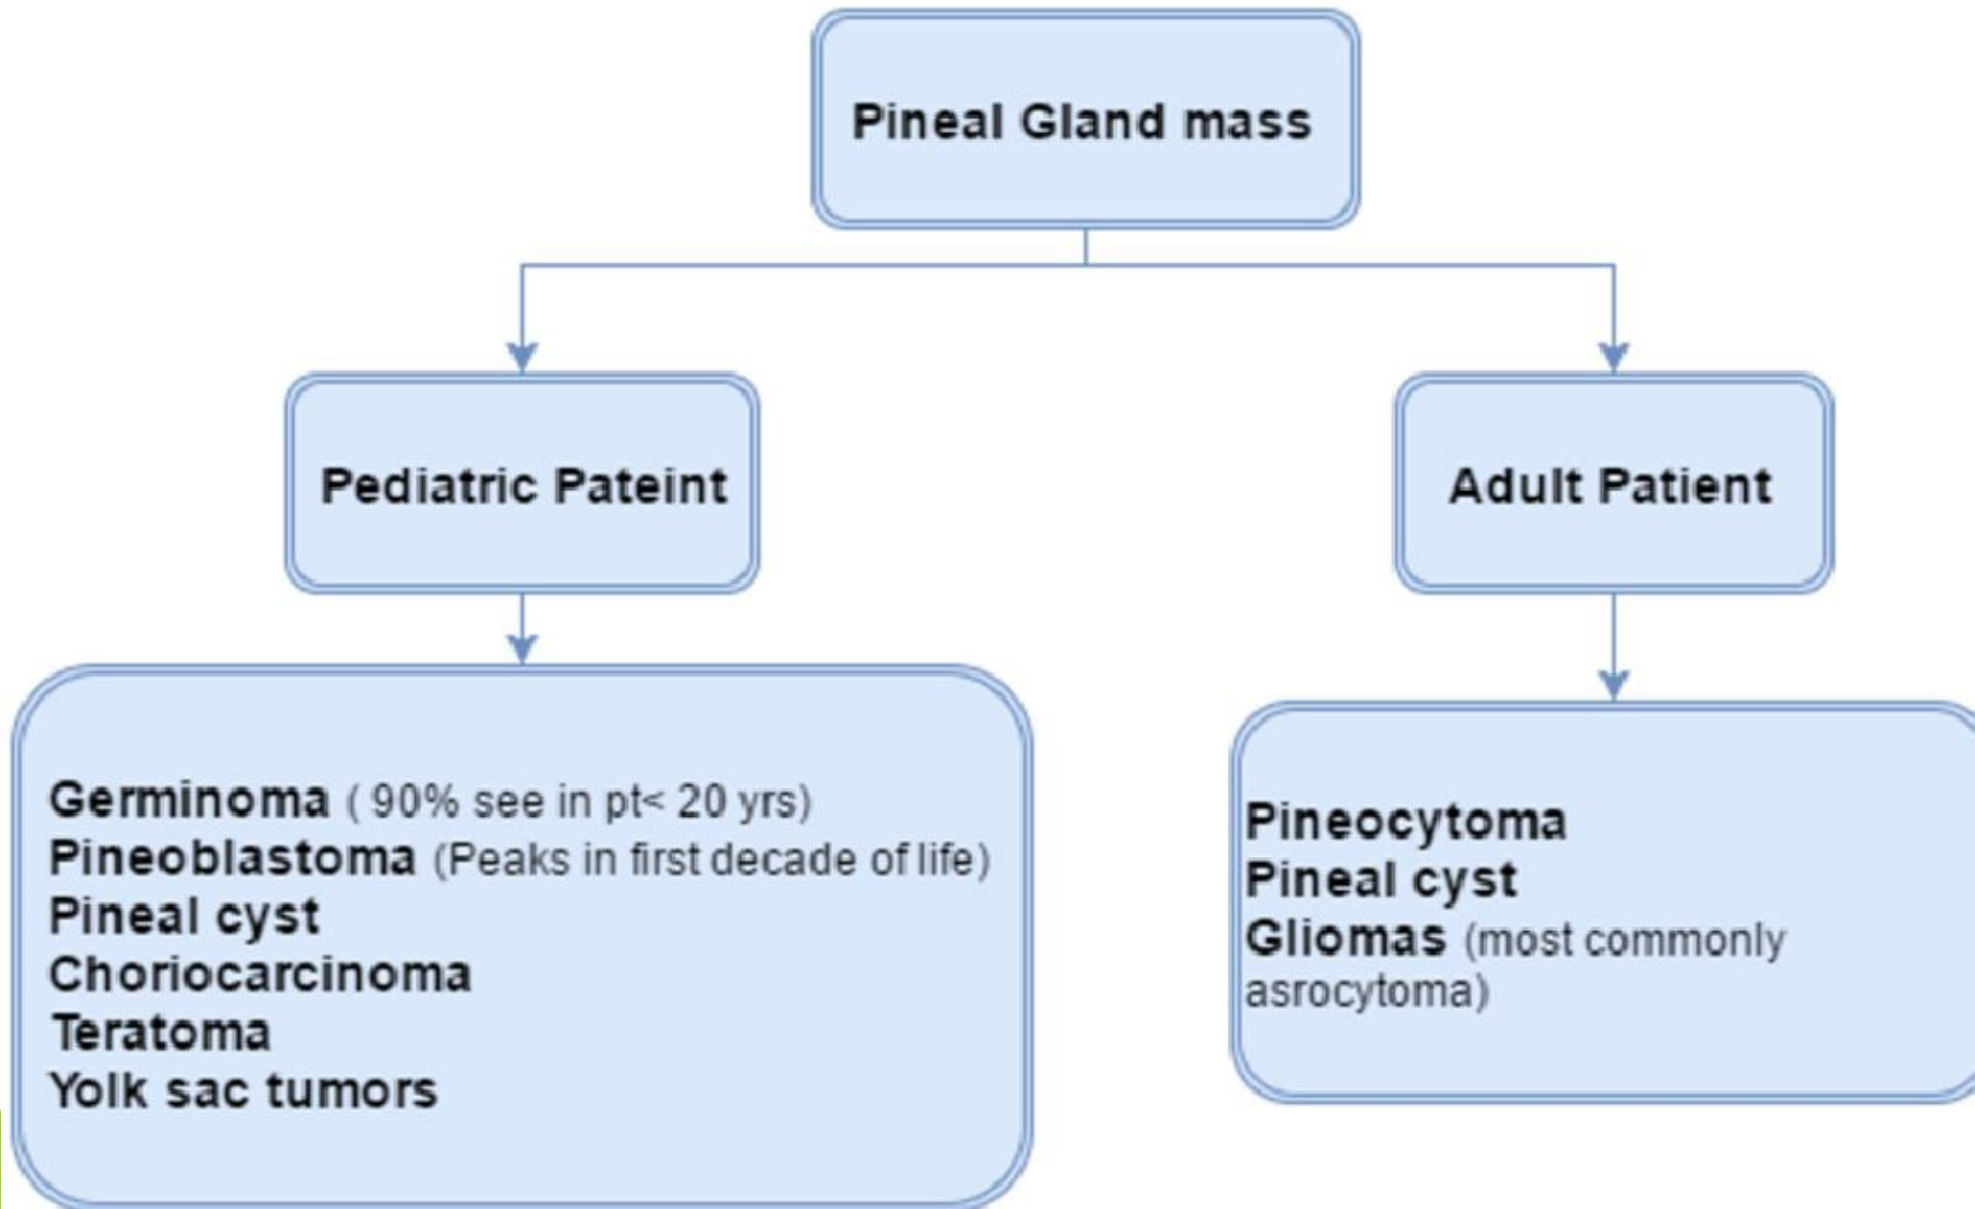 Pineal Gland mass
Pediatric Pateint
Adult Patient
Germinoma ( 90% see in pt< 20 yrs)
Pineoblastoma (Peaks in first decade of life)
Pineal cyst
Choriocarcinoma
Teratoma
Yolk sac tumors
Pineocytoma
Pineal cyst
Gliomas (most commonly
asrocytoma)